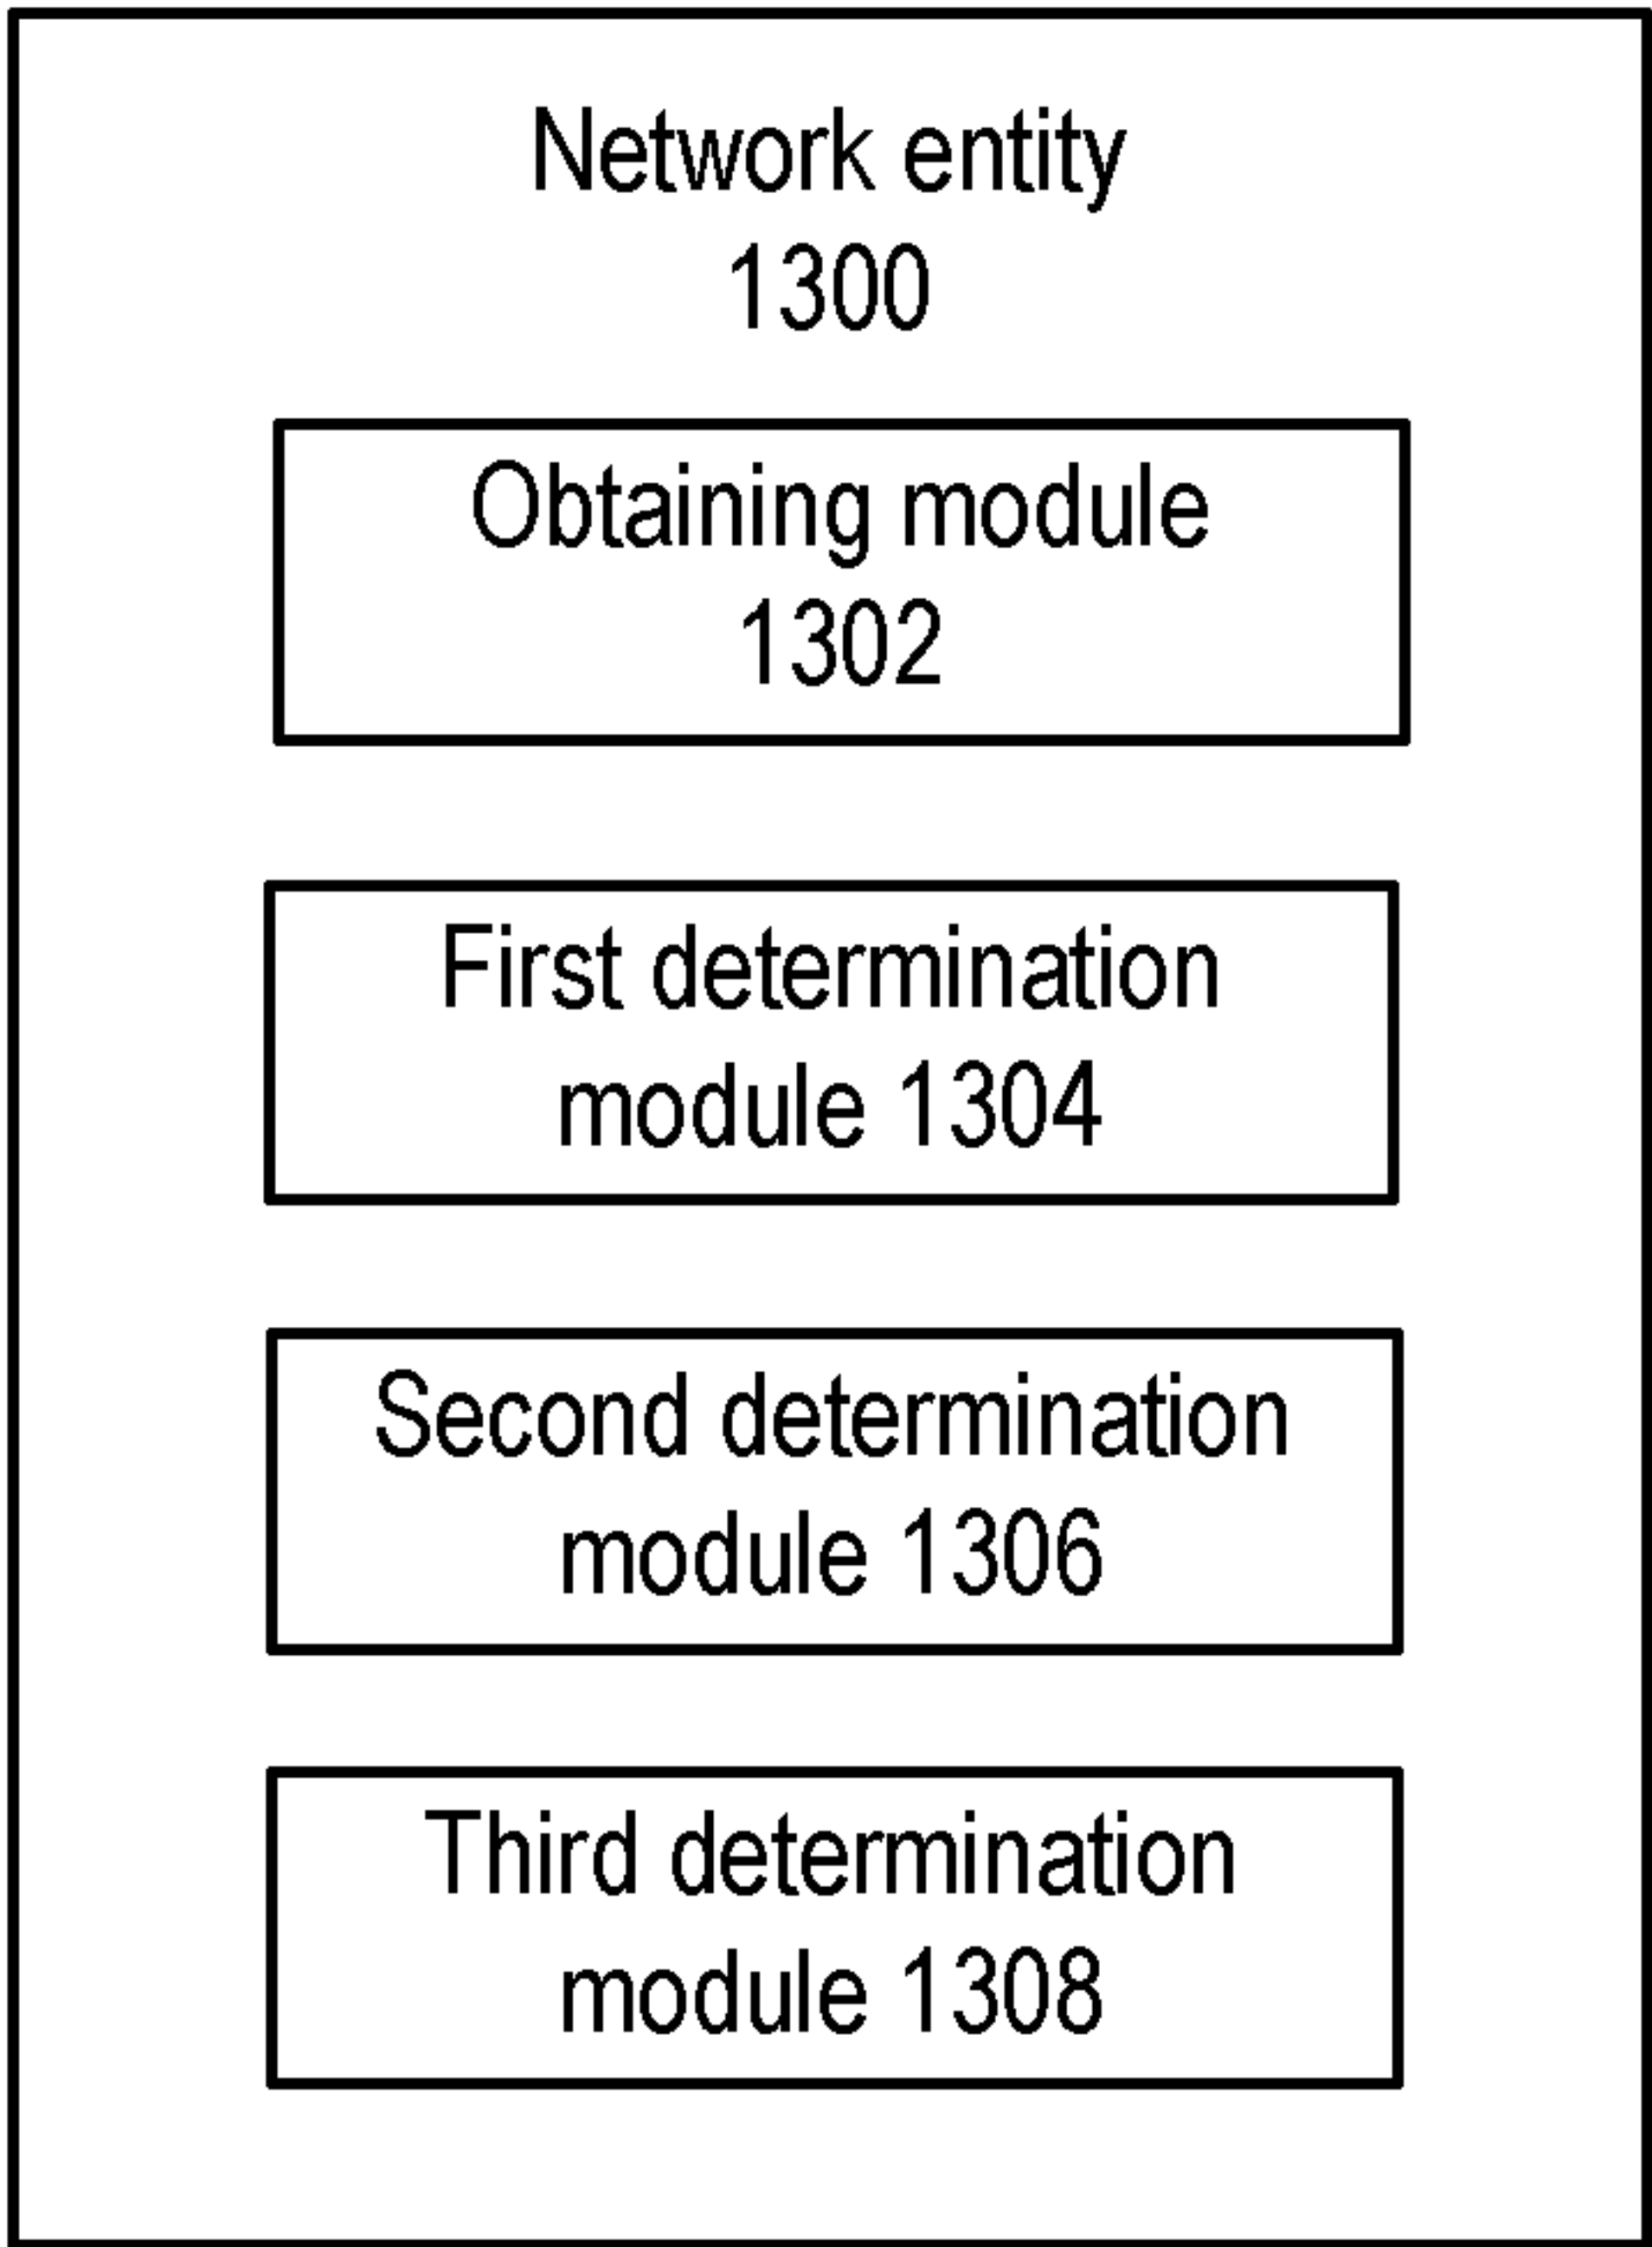 Network entity
1300
Obtaining module
1302
First determination
module 1304
Second determination
module 1306
Third determination
module 1308